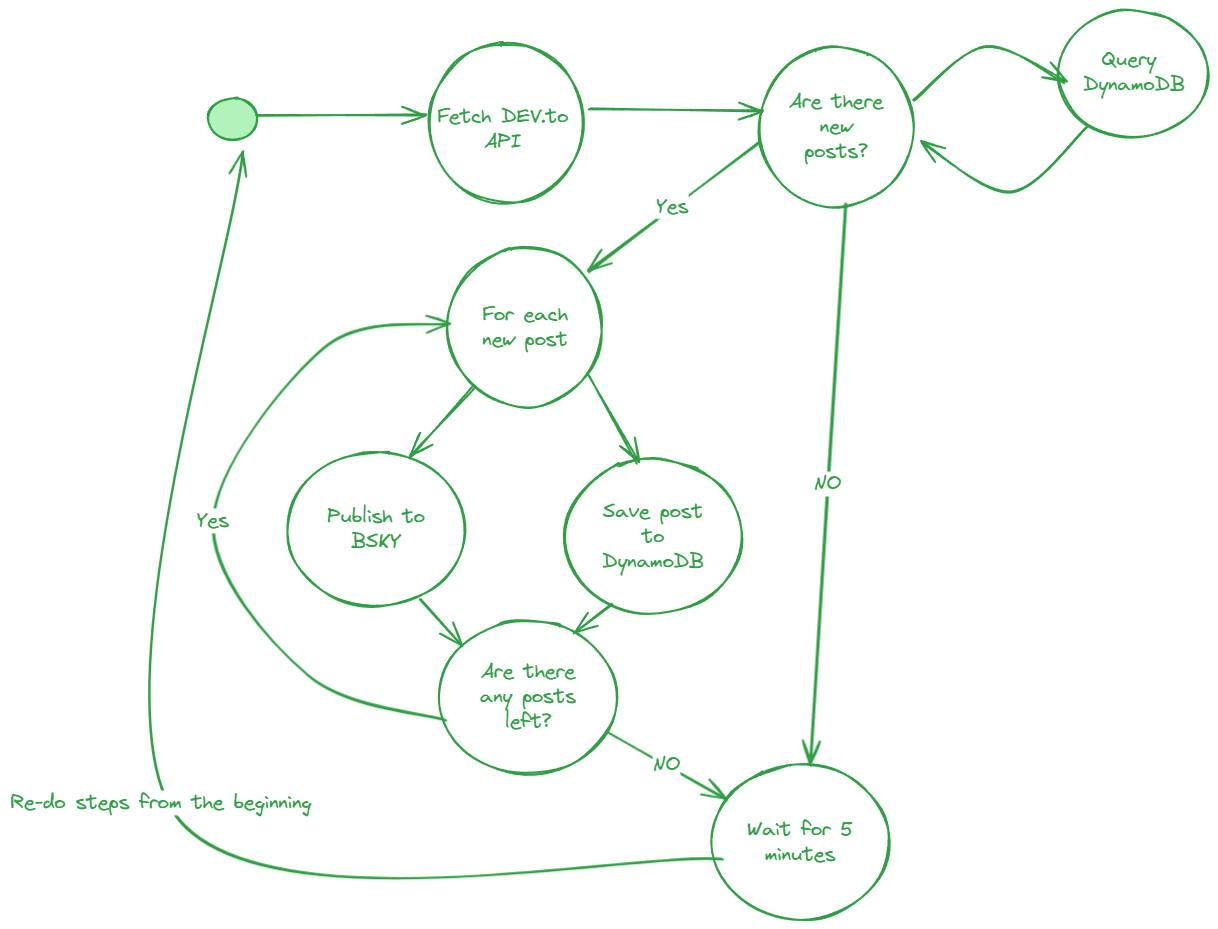 Query
DynamoDB
Fetch DEV.to
API
Are there
new
posts?
Yes
For each
new post
NO
Publish to
BSKY
Save post
to
DynamoDB
Yes
Are there
any posts
left?
NO
Re-do steps from the beginning
Wait for 5
minutes